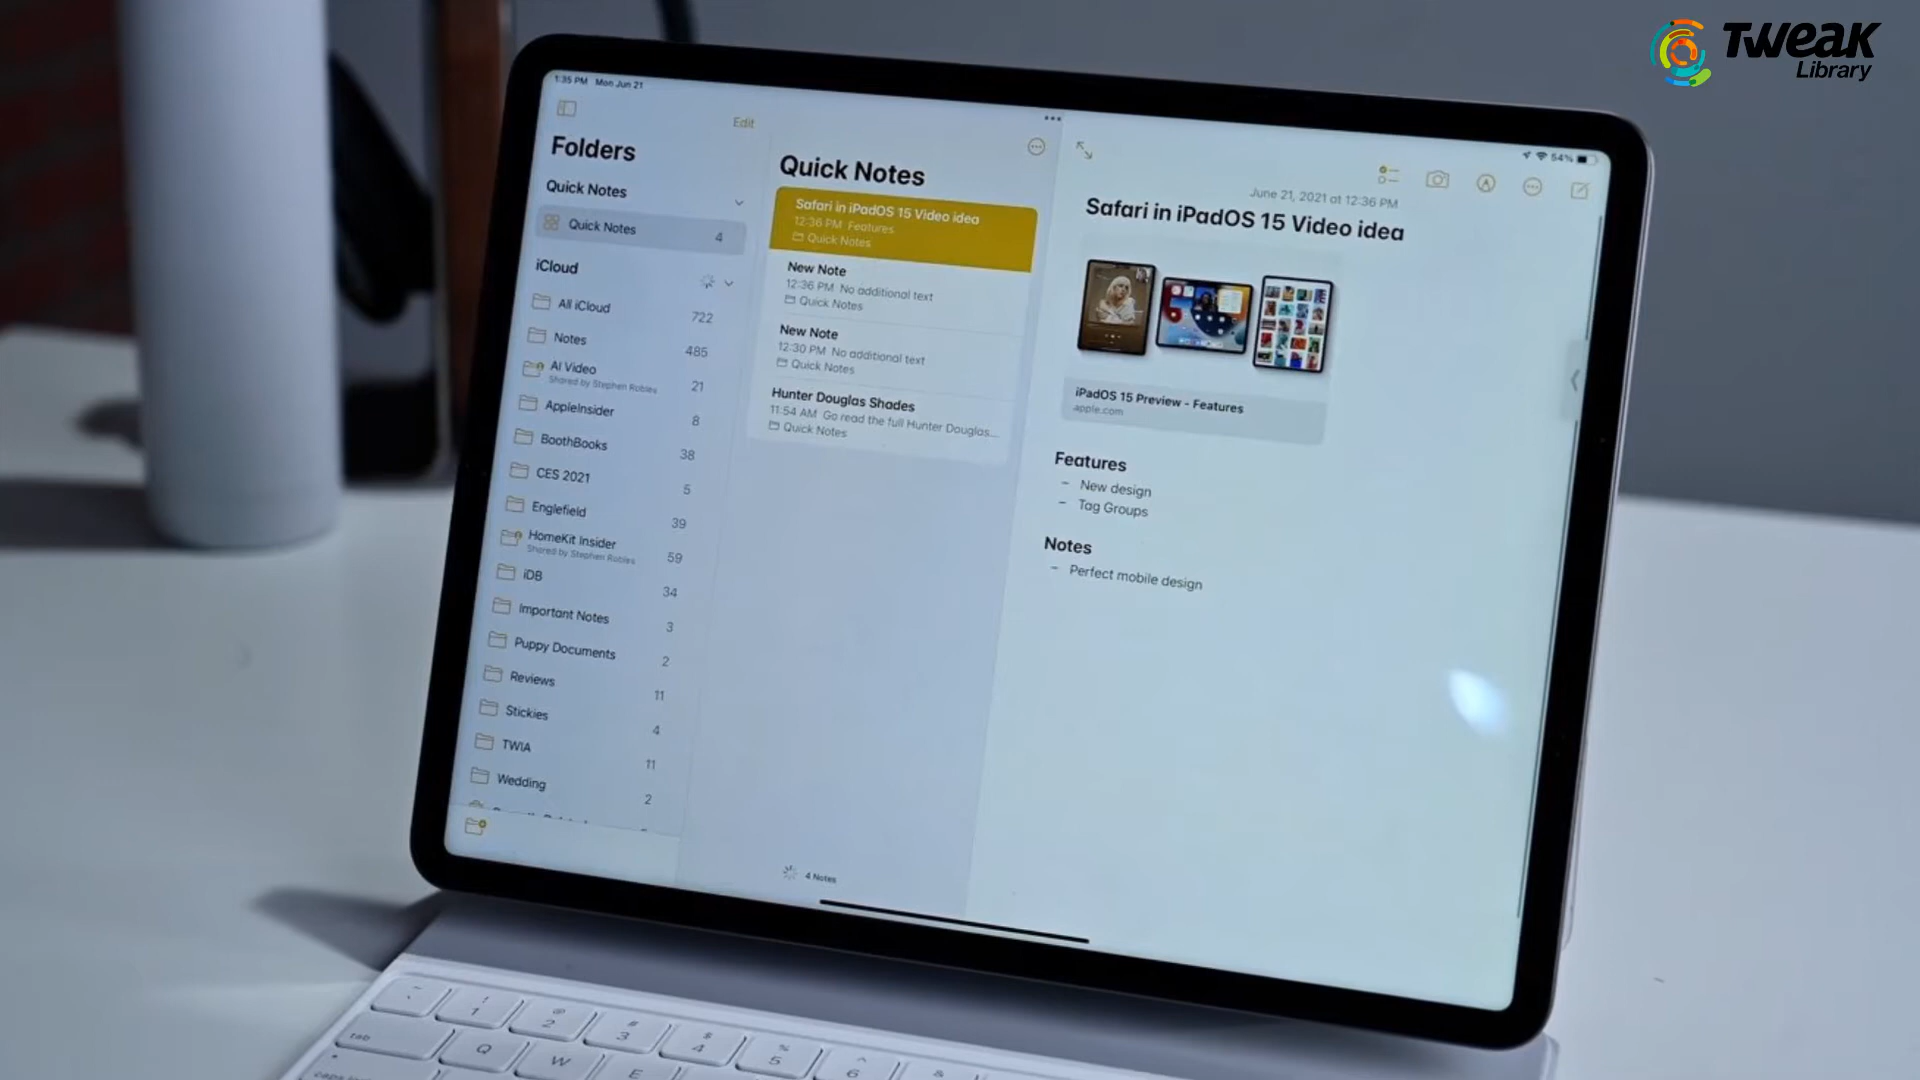 Tweak
Library
1:35 PM Mon Jun 21
54%
Edit
Folders
Quick Notes
Quick Notes 4
iCloud
All iCloud 722
Notes 485
AI Video 21
Shared by Stephen Robles
AppleInsider 8
BoothBooks 38
CES 2021 5
Englefield 39
HomeKit Insider 59
Shared by Stephen Robles
iDB 34
Important Notes 3
Puppy Documents 2
Reviews 11
Stickies 4
TWiA 11
Wedding 2
Quick Notes
Safari in iPadOS 15 Video idea
12:36 PM Features
Quick Notes
New Note
12:36 PM No additional text
Quick Notes
New Note
12:30 PM No additional text
Quick Notes
Hunter Douglas Shades
11:54 AM Go read the full Hunter Douglas...
Quick Notes
4 Notes
June 21, 2021 at 12:36 PM
Safari in iPadOS 15 Video idea
iPadOS 15 Preview - Features
apple.com
Features
- New design
- Tag Groups
Notes
- Perfect mobile design
~ ! @ # $ % ^ &
1 2 3 4 5 6
tab Q W E